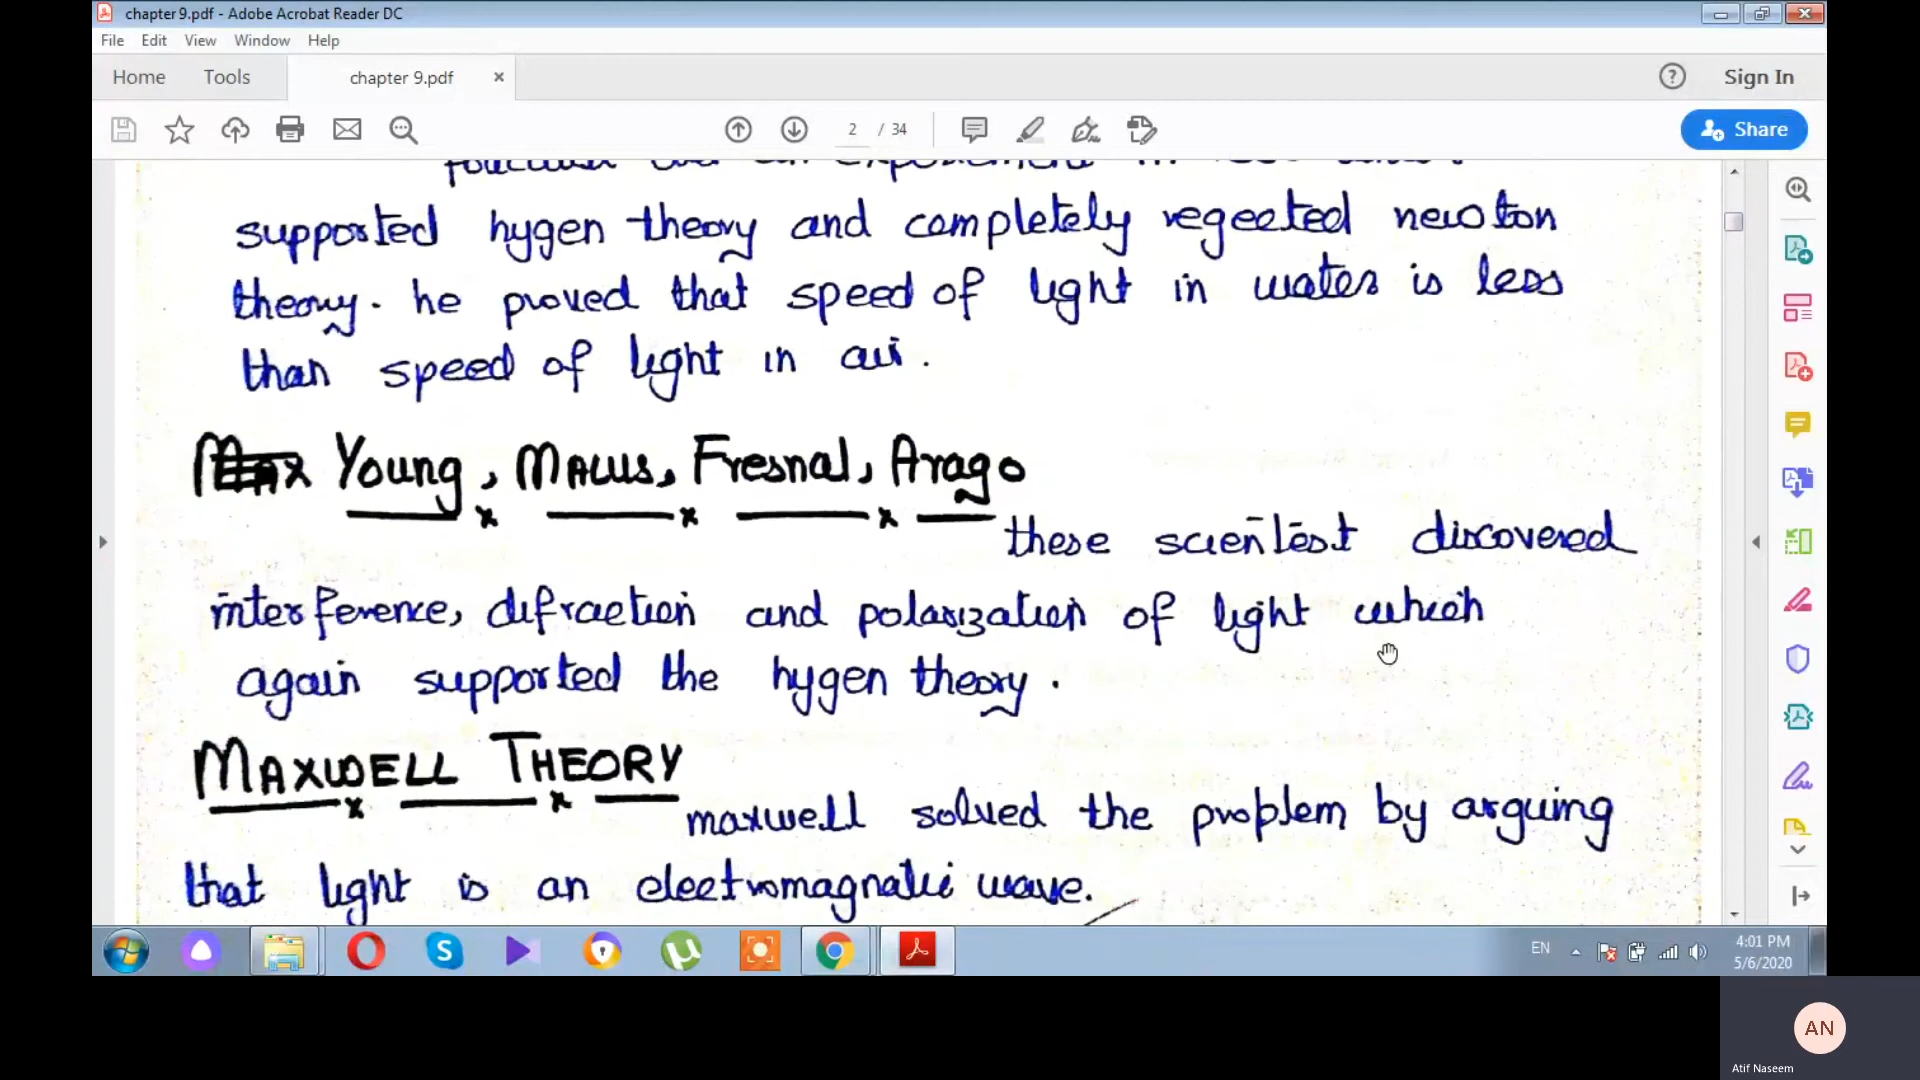 chapter 9.pdf - Adobe Acrobat Reader DC
File Edit View Window Help
Home Tools chapter 9.pdf × ? Sign In
2 / 34 Share
an experiment in
supported hygen theory and completely regected newton
theory. he proved that speed of light in water is less
than speed of light in air.
Young, Malus, Fresnal, Arago
these scientest discovered
interference, difraction and polarization of light which
again supported the hygen theory.
MAXWELL THEORY
maxwell solved the problem by arguing
that light is an electromagnatic wave.
EN 4:01 PM
5/6/2020
AN
Atif Naseem